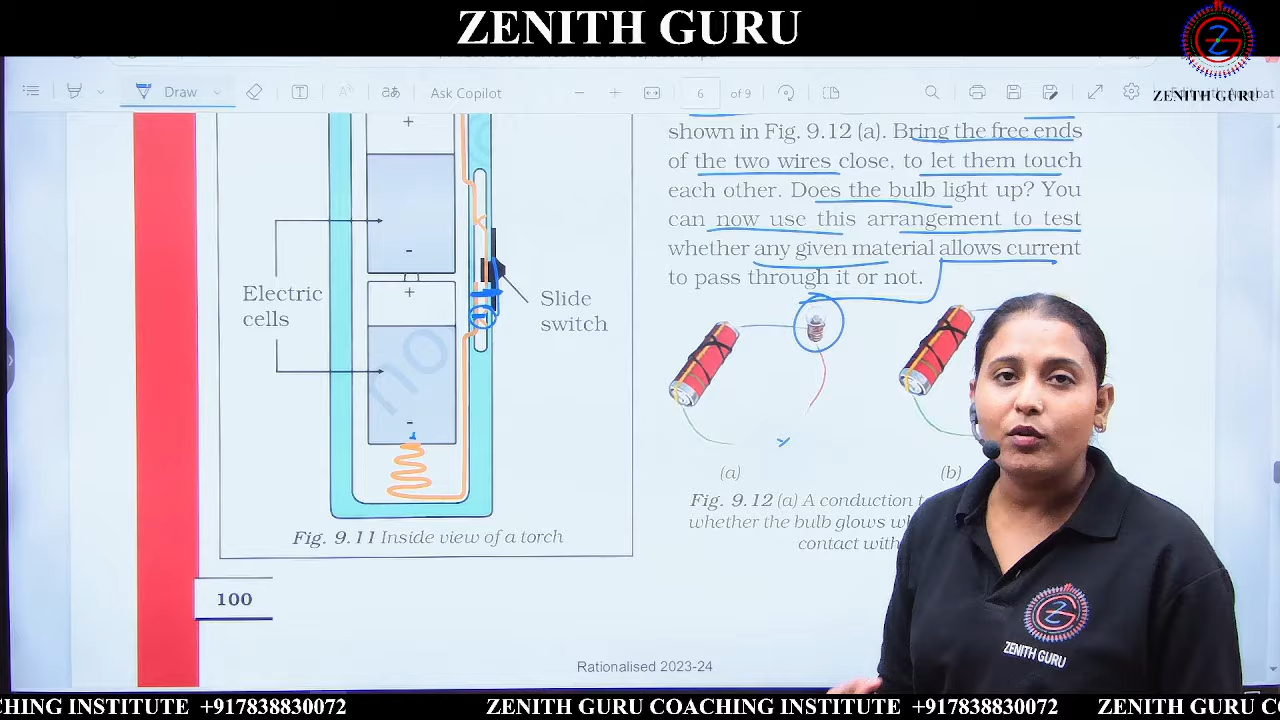 ZENITH GURU
ZENITH GURU
Draw
Ask Copilot
6
of 9
shown in Fig. 9.12 (a). Bring the free ends
of the two wires close, to let them touch
each other. Does the bulb light up? You
can now use this arrangement to test
whether any given material allows current
to pass through it or not.
+
-
+
-
Electric
cells
Slide
switch
Fig. 9.11 Inside view of a torch
(a)
(b)
Fig. 9.12 (a) A conduction
whether the bulb glows
contact with
100
Rationalised 2023-24
ZENITH GURU
CHING INSTITUTE +917838830072 ZENITH GURU COACHING INSTITUTE +917838830072 ZENITH GURU